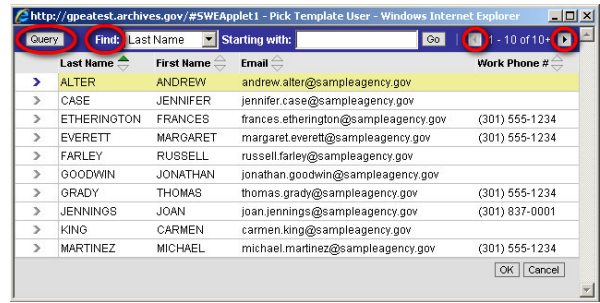 http://gpeatest.archives.gov/#SWEApplet1 - Pick Template User - Windows Internet Explorer
Query Find: Last Name Starting with: Go 1 - 10 of 10+
Last Name First Name Email Work Phone #
ALTER ANDREW andrew.alter@sampleagency.gov
CASE JENNIFER jennifer.case@sampleagency.gov
ETHERINGTON FRANCES frances.etherington@sampleagency.gov (301) 555-1234
EVERETT MARGARET margaret.everett@sampleagency.gov (301) 555-1234
FARLEY RUSSELL russell.farley@sampleagency.gov
GOODWIN JONATHAN jonathan.goodwin@sampleagency.gov
GRADY THOMAS thomas.grady@sampleagency.gov (301) 555-1234
JENNINGS JOAN joan.jennings@sampleagency.gov (301) 837-0001
KING CARMEN carmen.king@sampleagency.gov
MARTINEZ MICHAEL michael.martinez@sampleagency.gov (301) 555-1234
OK Cancel